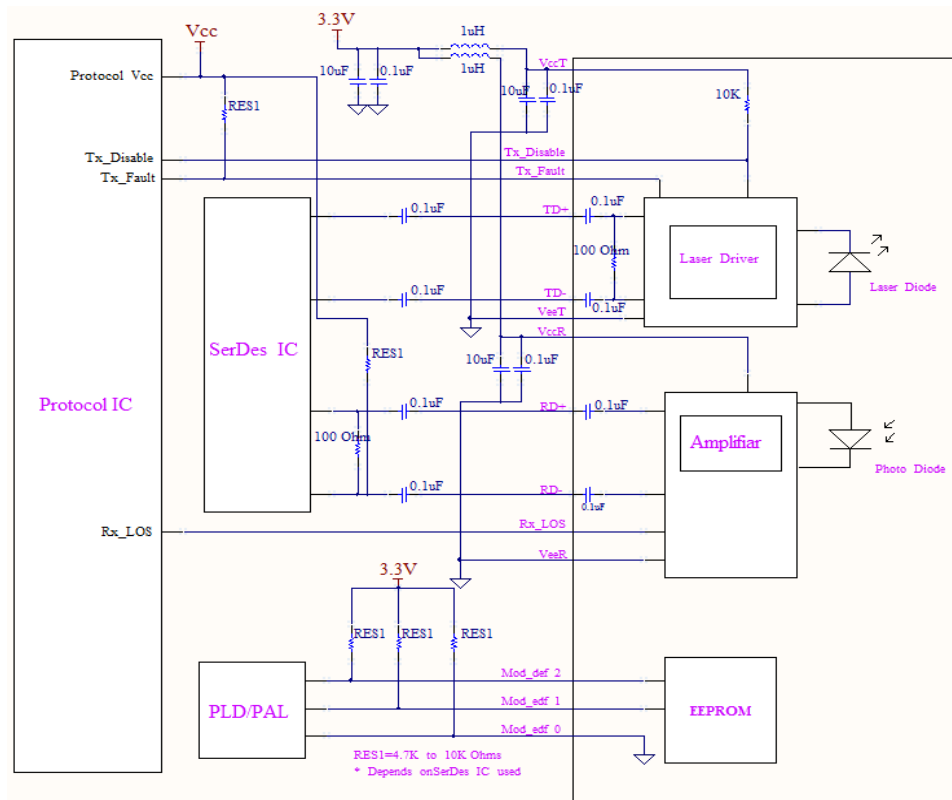 3.3V
Vcc
1uH
1uH
Protocol Vcc
10uF
0.1uF
VccT
10uF
0.1uF
10K
RES1
Tx_Disable
Tx_Disable
Tx_Fault
Tx_Fault
0.1uF
TD+
0.1uF
100 Ohm
Laser Driver
Laser Diode
0.1uF
TD-
0.1uF
VeeT
VccR
SerDes IC
RES1
10uF
0.1uF
Protocol IC
0.1uF
RD+
0.1uF
100 Ohm
Amplifiar
Photo Diode
0.1uF
RD-
0.1uF
Rx_LOS
Rx_LOS
VeeR
3.3V
RES1
RES1
RES1
Mod_def 2
PLD/PAL
Mod_edf 1
EEPROM
Mod_edf 0
RES1=4.7K to 10K Ohms
* Depends onSerDes IC used